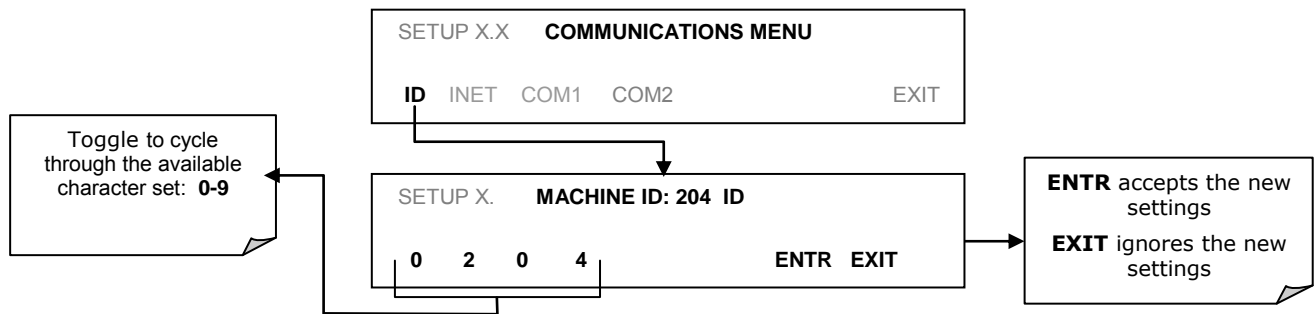 SETUP X.X COMMUNICATIONS MENU
ID INET COM1 COM2 EXIT
Toggle to cycle
through the available
character set: 0-9
SETUP X. MACHINE ID: 204 ID
0 2 0 4 ENTR EXIT
ENTR accepts the new
settings
EXIT ignores the new
settings